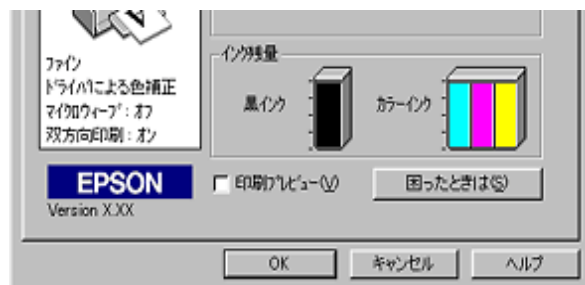 ファイン
ドライバによる色補正
マイクロウィーブ：オフ
双方向印刷：オン
インク残量
黒インク
カラーインク
EPSON
Version X.XX
印刷プレビュー(V)
困ったときは(S)
OK
キャンセル
ヘルプ